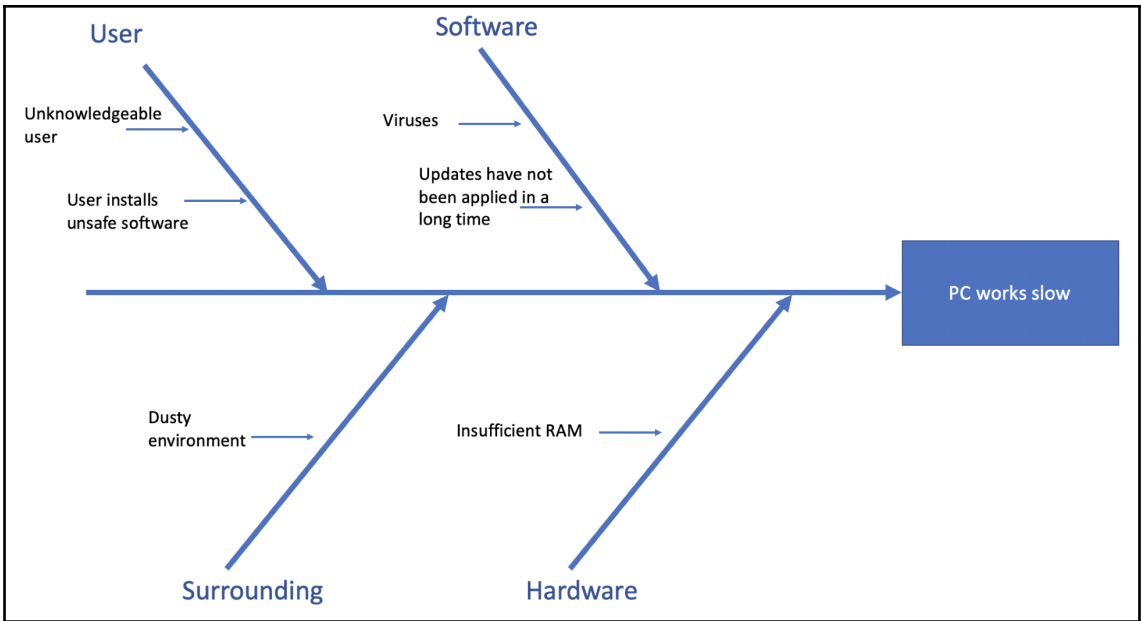 User
Software
Unknowledgeable
user
Viruses
User installs
unsafe software
Updates have not
been applied in a
long time
PC works slow
Dusty
environment
Insufficient RAM
Surrounding
Hardware